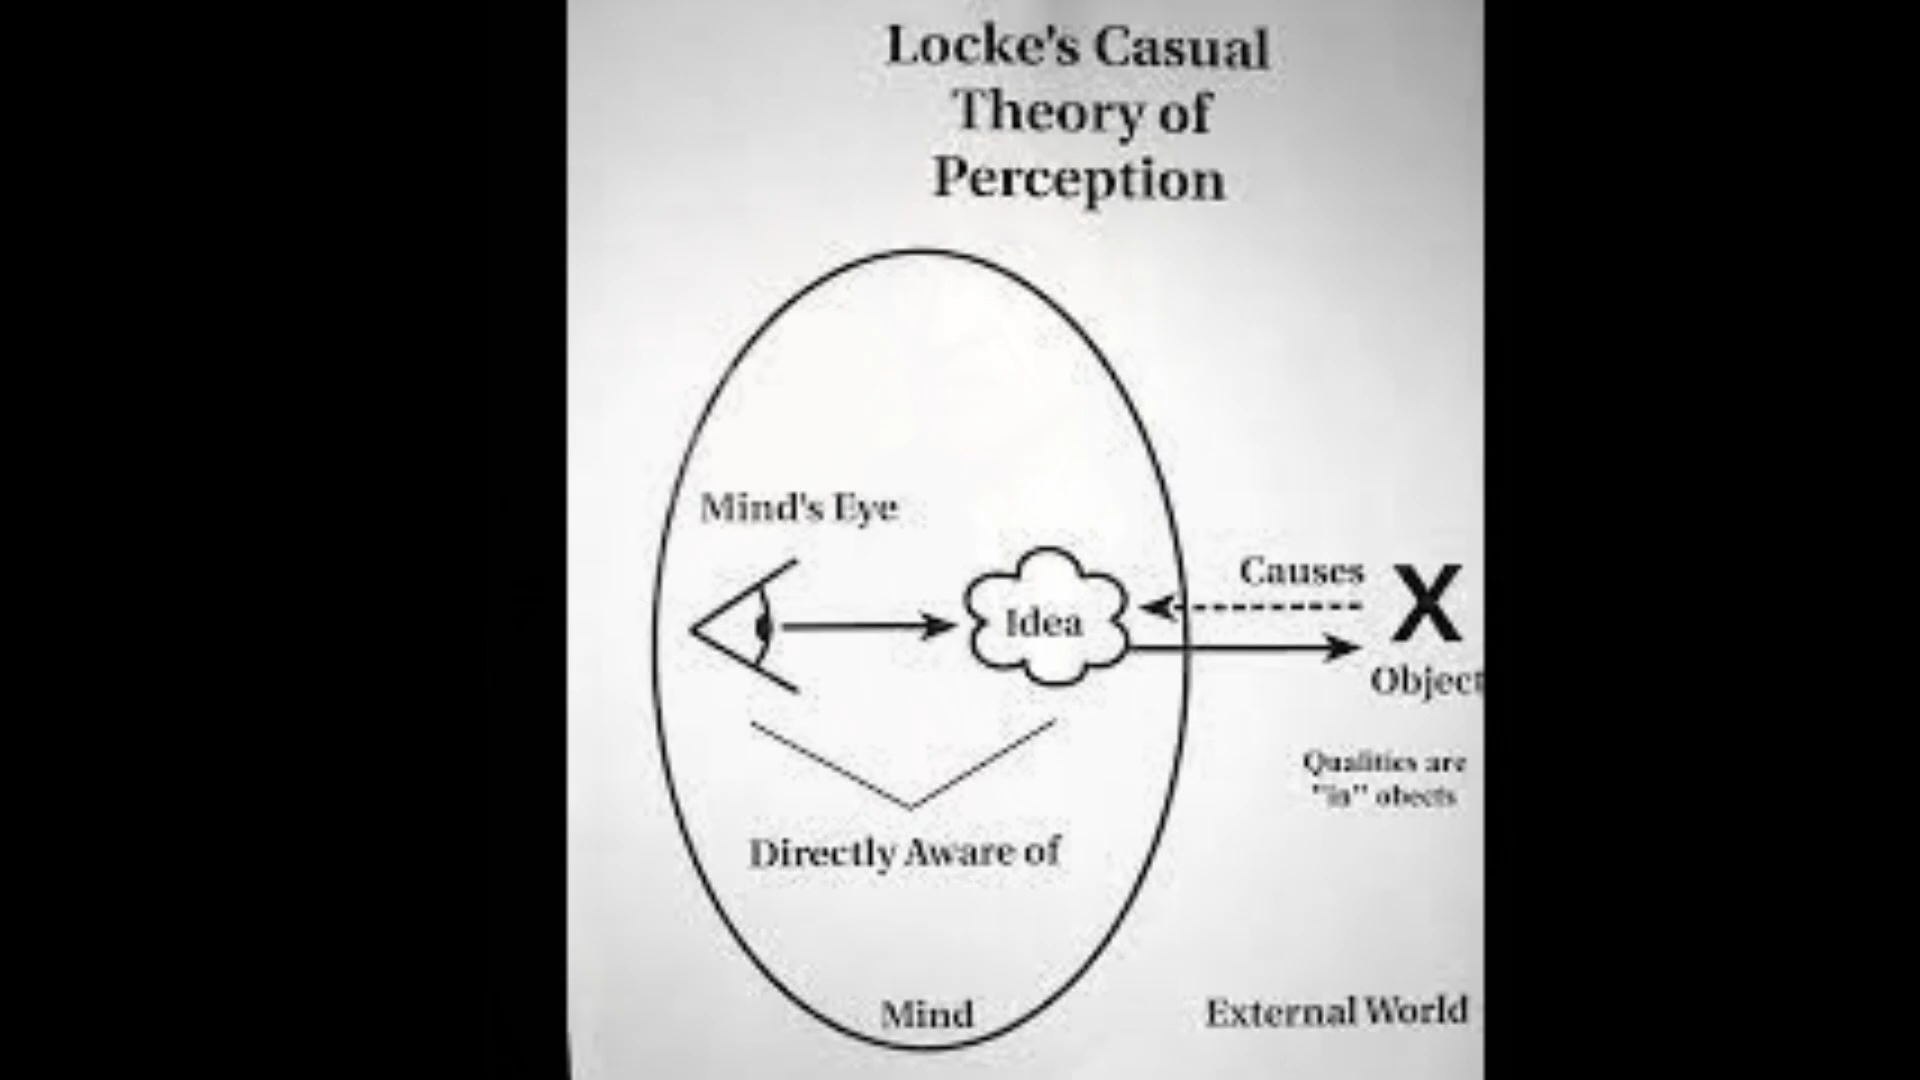 Locke's Casual
Theory of
Perception
Mind's Eye
Idea
Causes
X
Object
Qualities are
"in" obects
Directly Aware of
Mind
External World